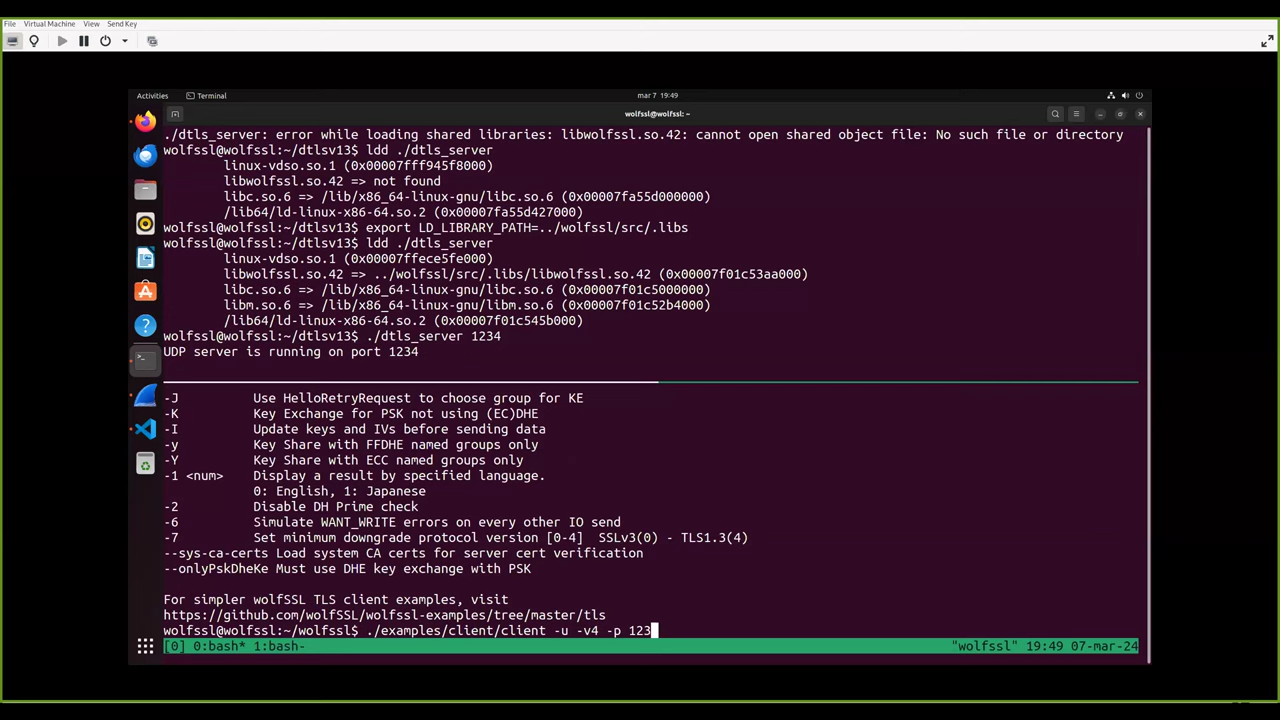 File Virtual Machine View Send Key
Activities Terminal mar 7 19:49
wolfssl@wolfssl: ~
./dtls_server: error while loading shared libraries: libwolfssl.so.42: cannot open shared object file: No such file or directory
wolfssl@wolfssl:~/dtlsv13$ ldd ./dtls_server
linux-vdso.so.1 (0x00007fff945f8000)
libwolfssl.so.42 => not found
libc.so.6 => /lib/x86_64-linux-gnu/libc.so.6 (0x00007fa55d000000)
/lib64/ld-linux-x86-64.so.2 (0x00007fa55d427000)
wolfssl@wolfssl:~/dtlsv13$ export LD_LIBRARY_PATH=../wolfssl/src/.libs
wolfssl@wolfssl:~/dtlsv13$ ldd ./dtls_server
linux-vdso.so.1 (0x00007ffece5fe000)
libwolfssl.so.42 => ../wolfssl/src/.libs/libwolfssl.so.42 (0x00007f01c53aa000)
libc.so.6 => /lib/x86_64-linux-gnu/libc.so.6 (0x00007f01c5000000)
libm.so.6 => /lib/x86_64-linux-gnu/libm.so.6 (0x00007f01c52b4000)
/lib64/ld-linux-x86-64.so.2 (0x00007f01c545b000)
wolfssl@wolfssl:~/dtlsv13$ ./dtls_server 1234
UDP server is running on port 1234
-J Use HelloRetryRequest to choose group for KE
-K Key Exchange for PSK not using (EC)DHE
-I Update keys and IVs before sending data
-y Key Share with FFDHE named groups only
-Y Key Share with ECC named groups only
-1 <num> Display a result by specified language.
0: English, 1: Japanese
-2 Disable DH Prime check
-6 Simulate WANT_WRITE errors on every other IO send
-7 Set minimum downgrade protocol version [0-4] SSLv3(0) - TLS1.3(4)
--sys-ca-certs Load system CA certs for server cert verification
--onlyPskDheKe Must use DHE key exchange with PSK
For simpler wolfSSL TLS client examples, visit
https://github.com/wolfSSL/wolfssl-examples/tree/master/tls
wolfssl@wolfssl:~/wolfssl$ ./examples/client/client -u -v4 -p 123
[0] 0:bash* 1:bash- "wolfssl" 19:49 07-mar-24